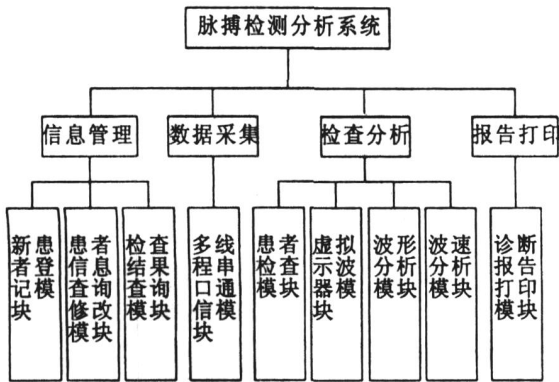 脉搏检测分析系统
信息管理
数据采集
检查分析
报告打印
新患者登记模块
患者信息查询修改模块
检查结果查询模块
多线程串口通信模块
患者检查模块
虚拟示波器模块
波形分析模块
波速分析模块
诊断报告打印模块